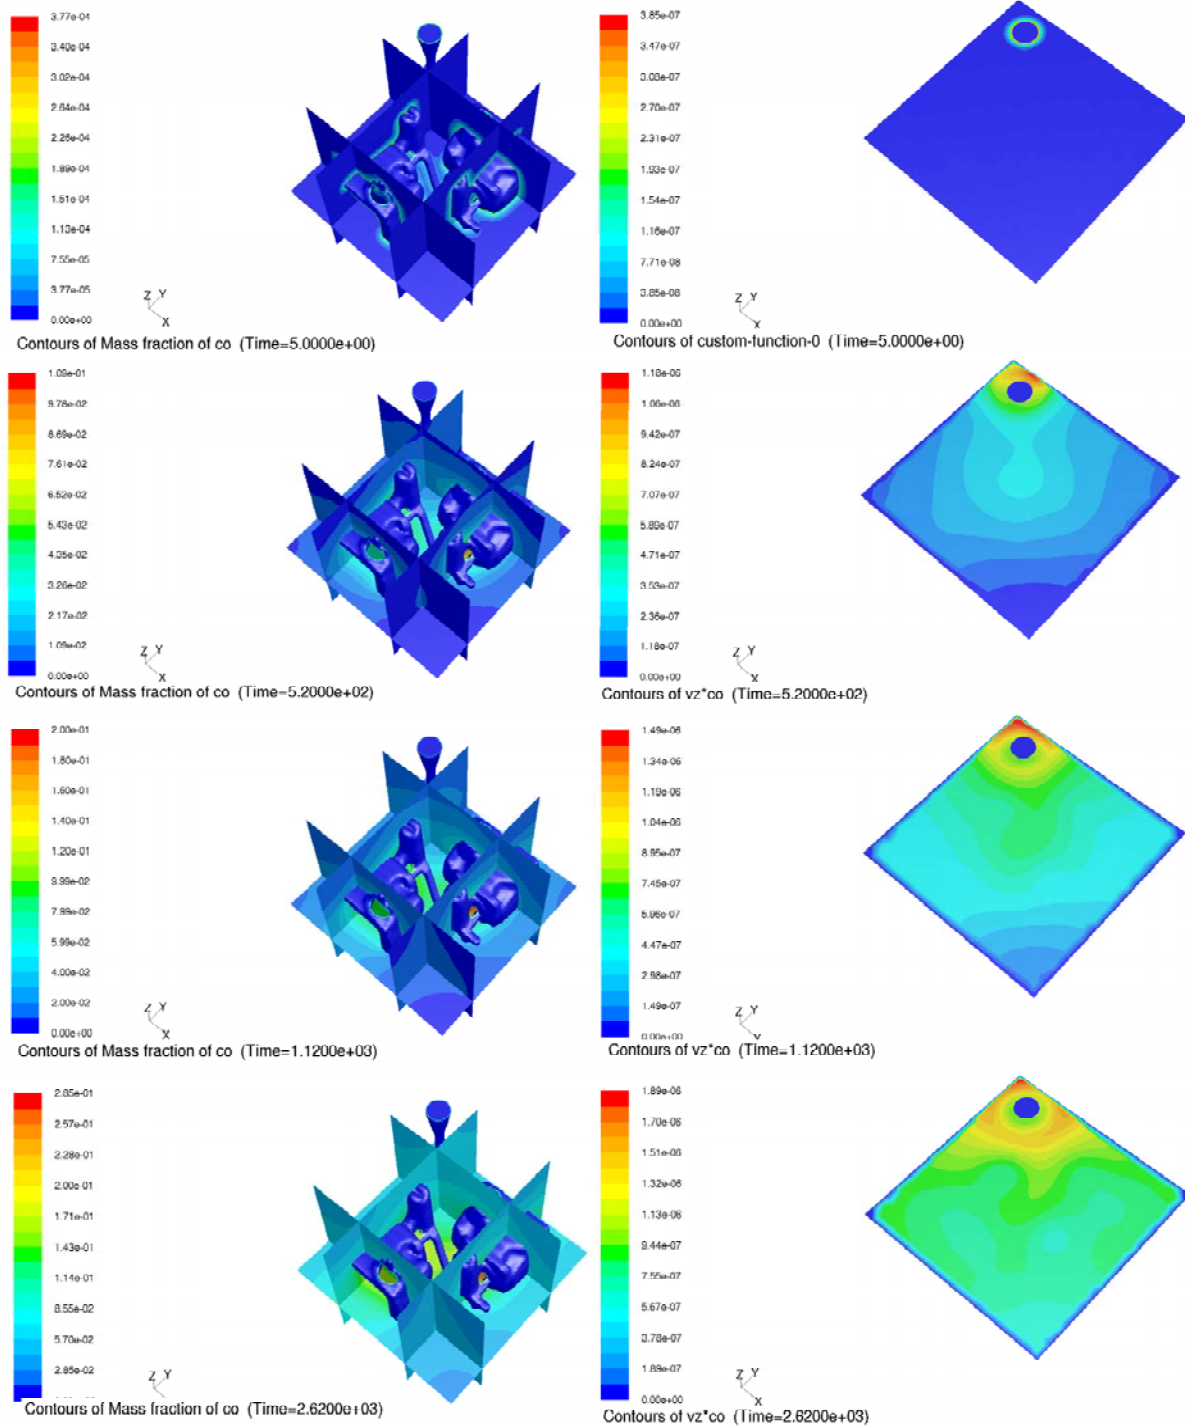 3.77e-04
3.40e-04
3.02e-04
2.64e-04
2.26e-04
1.89e-04
1.51e-04
1.13e-04
7.55e-05
3.77e-05
0.00e+00
Z Y
X
Contours of Mass fraction of co (Time=5.0000e+00)
3.85e-07
3.47e-07
3.08e-07
2.70e-07
2.31e-07
1.93e-07
1.54e-07
1.16e-07
7.71e-08
3.85e-08
0.00e+00
Z Y
X
Contours of custom-function-0 (Time=5.0000e+00)
1.09e-01
9.78e-02
8.69e-02
7.61e-02
6.52e-02
5.43e-02
4.35e-02
3.26e-02
2.17e-02
1.09e-02
0.00e+00
Z Y
X
Contours of Mass fraction of co (Time=5.2000e+02)
1.18e-06
1.06e-06
9.42e-07
8.24e-07
7.07e-07
5.89e-07
4.71e-07
3.53e-07
2.36e-07
1.18e-07
0.00e+00
Z Y
X
Contours of vz*co (Time=5.2000e+02)
2.00e-01
1.80e-01
1.60e-01
1.40e-01
1.20e-01
9.99e-02
7.99e-02
5.99e-02
4.00e-02
2.00e-02
0.00e+00
Z Y
X
Contours of Mass fraction of co (Time=1.1200e+03)
1.49e-06
1.34e-06
1.19e-06
1.04e-06
8.95e-07
7.45e-07
5.96e-07
4.47e-07
2.98e-07
1.49e-07
0.00e+00
Z Y
Contours of vz*co (Time=1.1200e+03)
2.85e-01
2.57e-01
2.28e-01
2.00e-01
1.71e-01
1.43e-01
1.14e-01
8.55e-02
5.70e-02
2.85e-02
Z Y
X
Contours of Mass fraction of co (Time=2.6200e+03)
1.89e-06
1.70e-06
1.51e-06
1.32e-06
1.13e-06
9.44e-07
7.55e-07
5.67e-07
3.78e-07
1.89e-07
0.00e+00
Z Y
X
Contours of vz*co (Time=2.6200e+03)